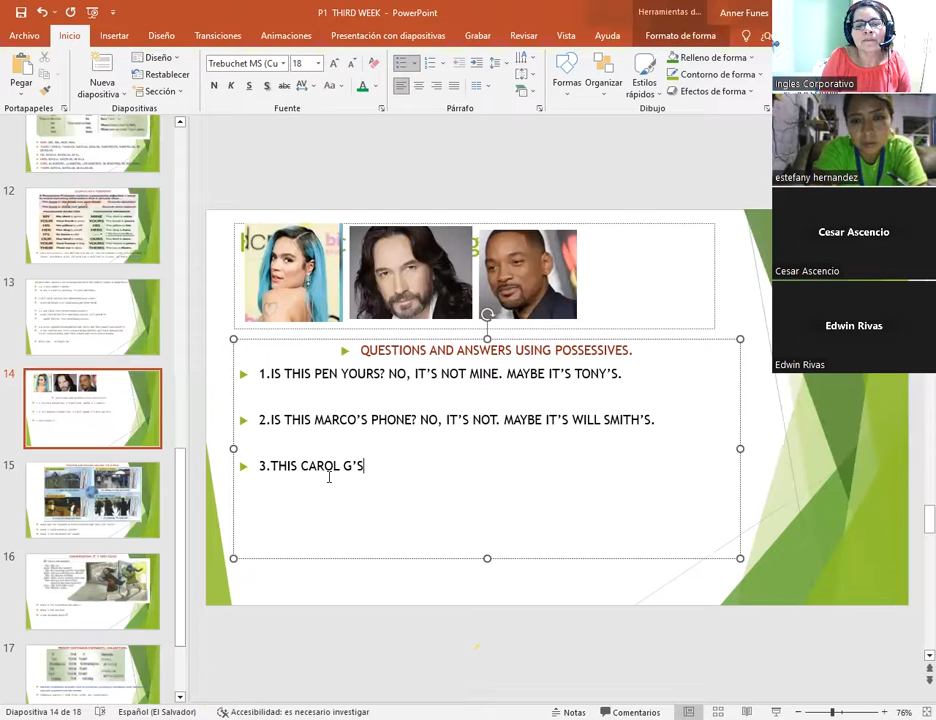 P1 THIRD WEEK - PowerPoint
Herramientas d...
Anner Funes
Archivo
Inicio
Insertar
Diseño
Transiciones
Animaciones
Presentación con diapositivas
Grabar
Revisar
Vista
Ayuda
Formato de forma
Pegar
Nueva diapositiva
Diseño
Restablecer
Sección
Trebuchet MS (Cu
18
N K S S abc AV Aa A
Formas
Organizar
Estilos rápidos
Relleno de forma
Contorno de forma
Efectos de forma
Portapapeles
Diapositivas
Fuente
Párrafo
Dibujo
Ingles Corporativo
estefany hernandez
Cesar Ascencio
Cesar Ascencio
Edwin Rivas
Edwin Rivas
12
13
14
15
16
17
QUESTIONS AND ANSWERS USING POSSESSIVES.
1.IS THIS PEN YOURS? NO, IT'S NOT MINE. MAYBE IT'S TONY'S.
2.IS THIS MARCO'S PHONE? NO, IT'S NOT. MAYBE IT'S WILL SMITH'S.
3.THIS CAROL G'S
Diapositiva 14 de 18
Español (El Salvador)
Accesibilidad: es necesario investigar
Notas
Comentarios
76%